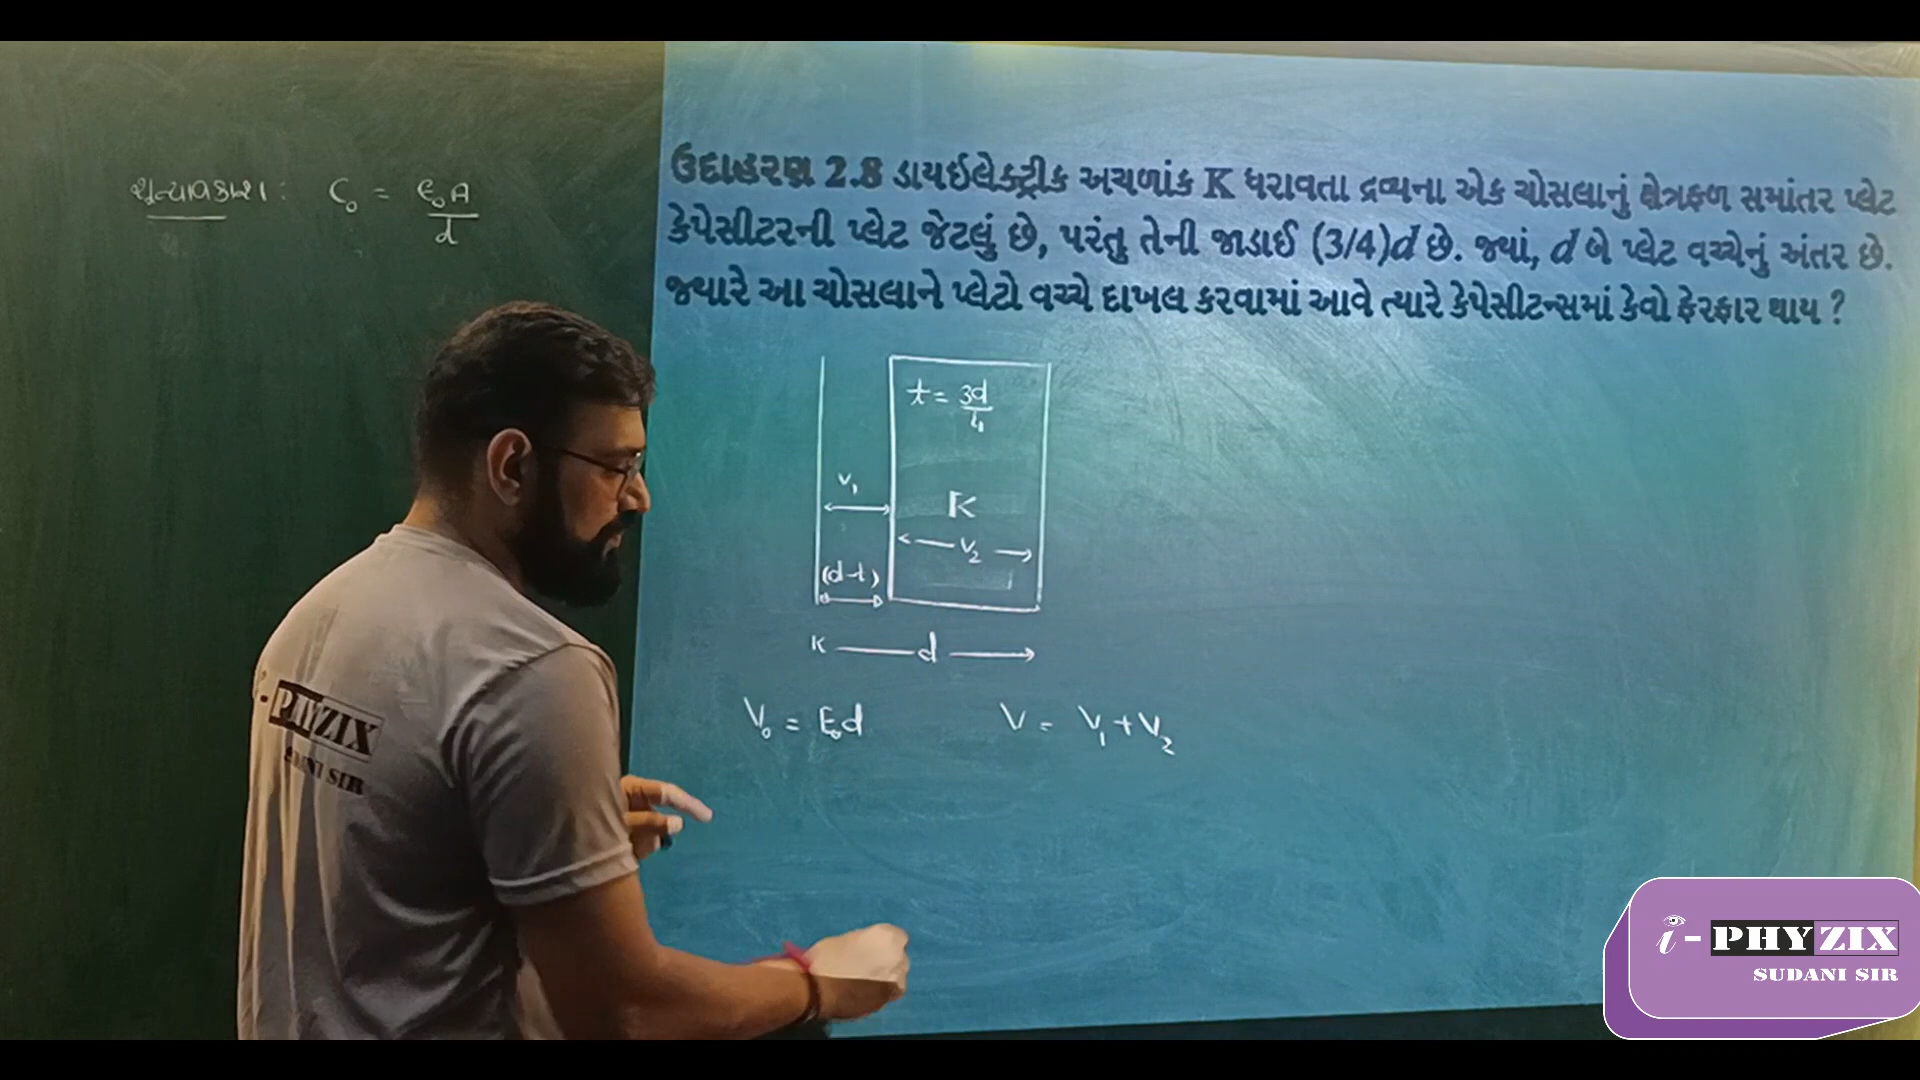 શૂન્યાવકાશ : C₀ = ε₀A / d
ઉદાહરણ 2.8 ડાયઇલેક્ટ્રીક અચળાંક K ધરાવતા દ્રવ્યના એક ચોસલાનું ક્ષેત્રફળ સમાંતર પ્લેટ
કેપેસીટરની પ્લેટ જેટલું છે, પરંતુ તેની જાડાઈ (3/4)d છે. જ્યાં, d બે પ્લેટ વચ્ચેનું અંતર છે.
જ્યારે આ ચોસલાને પ્લેટો વચ્ચે દાખલ કરવામાં આવે ત્યારે કેપેસીટન્સમાં કેવો ફેરફાર થાય ?
t = 3d / 4
V₁
K
V₂
(d-t)
d
V₀ = E₀d
V = V₁ + V₂
i-PHYZIX
SUDANI SIR
i-PHYZIX
SUDANI SIR